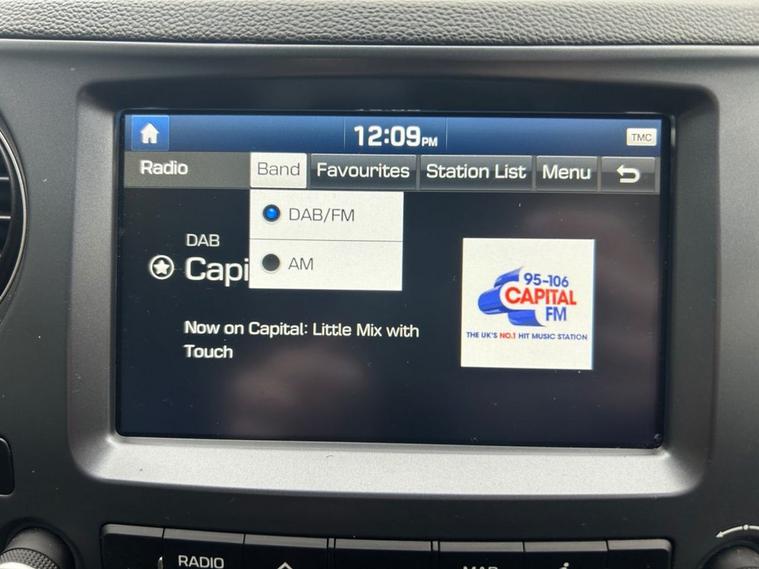 12:09PM
TMC
Radio
Band
Favourites
Station List
Menu
DAB/FM
AM
DAB
Capi
Now on Capital: Little Mix with
Touch
95-106
CAPITAL
FM
THE UK'S NO.1 HIT MUSIC STATION
RADIO
MAP